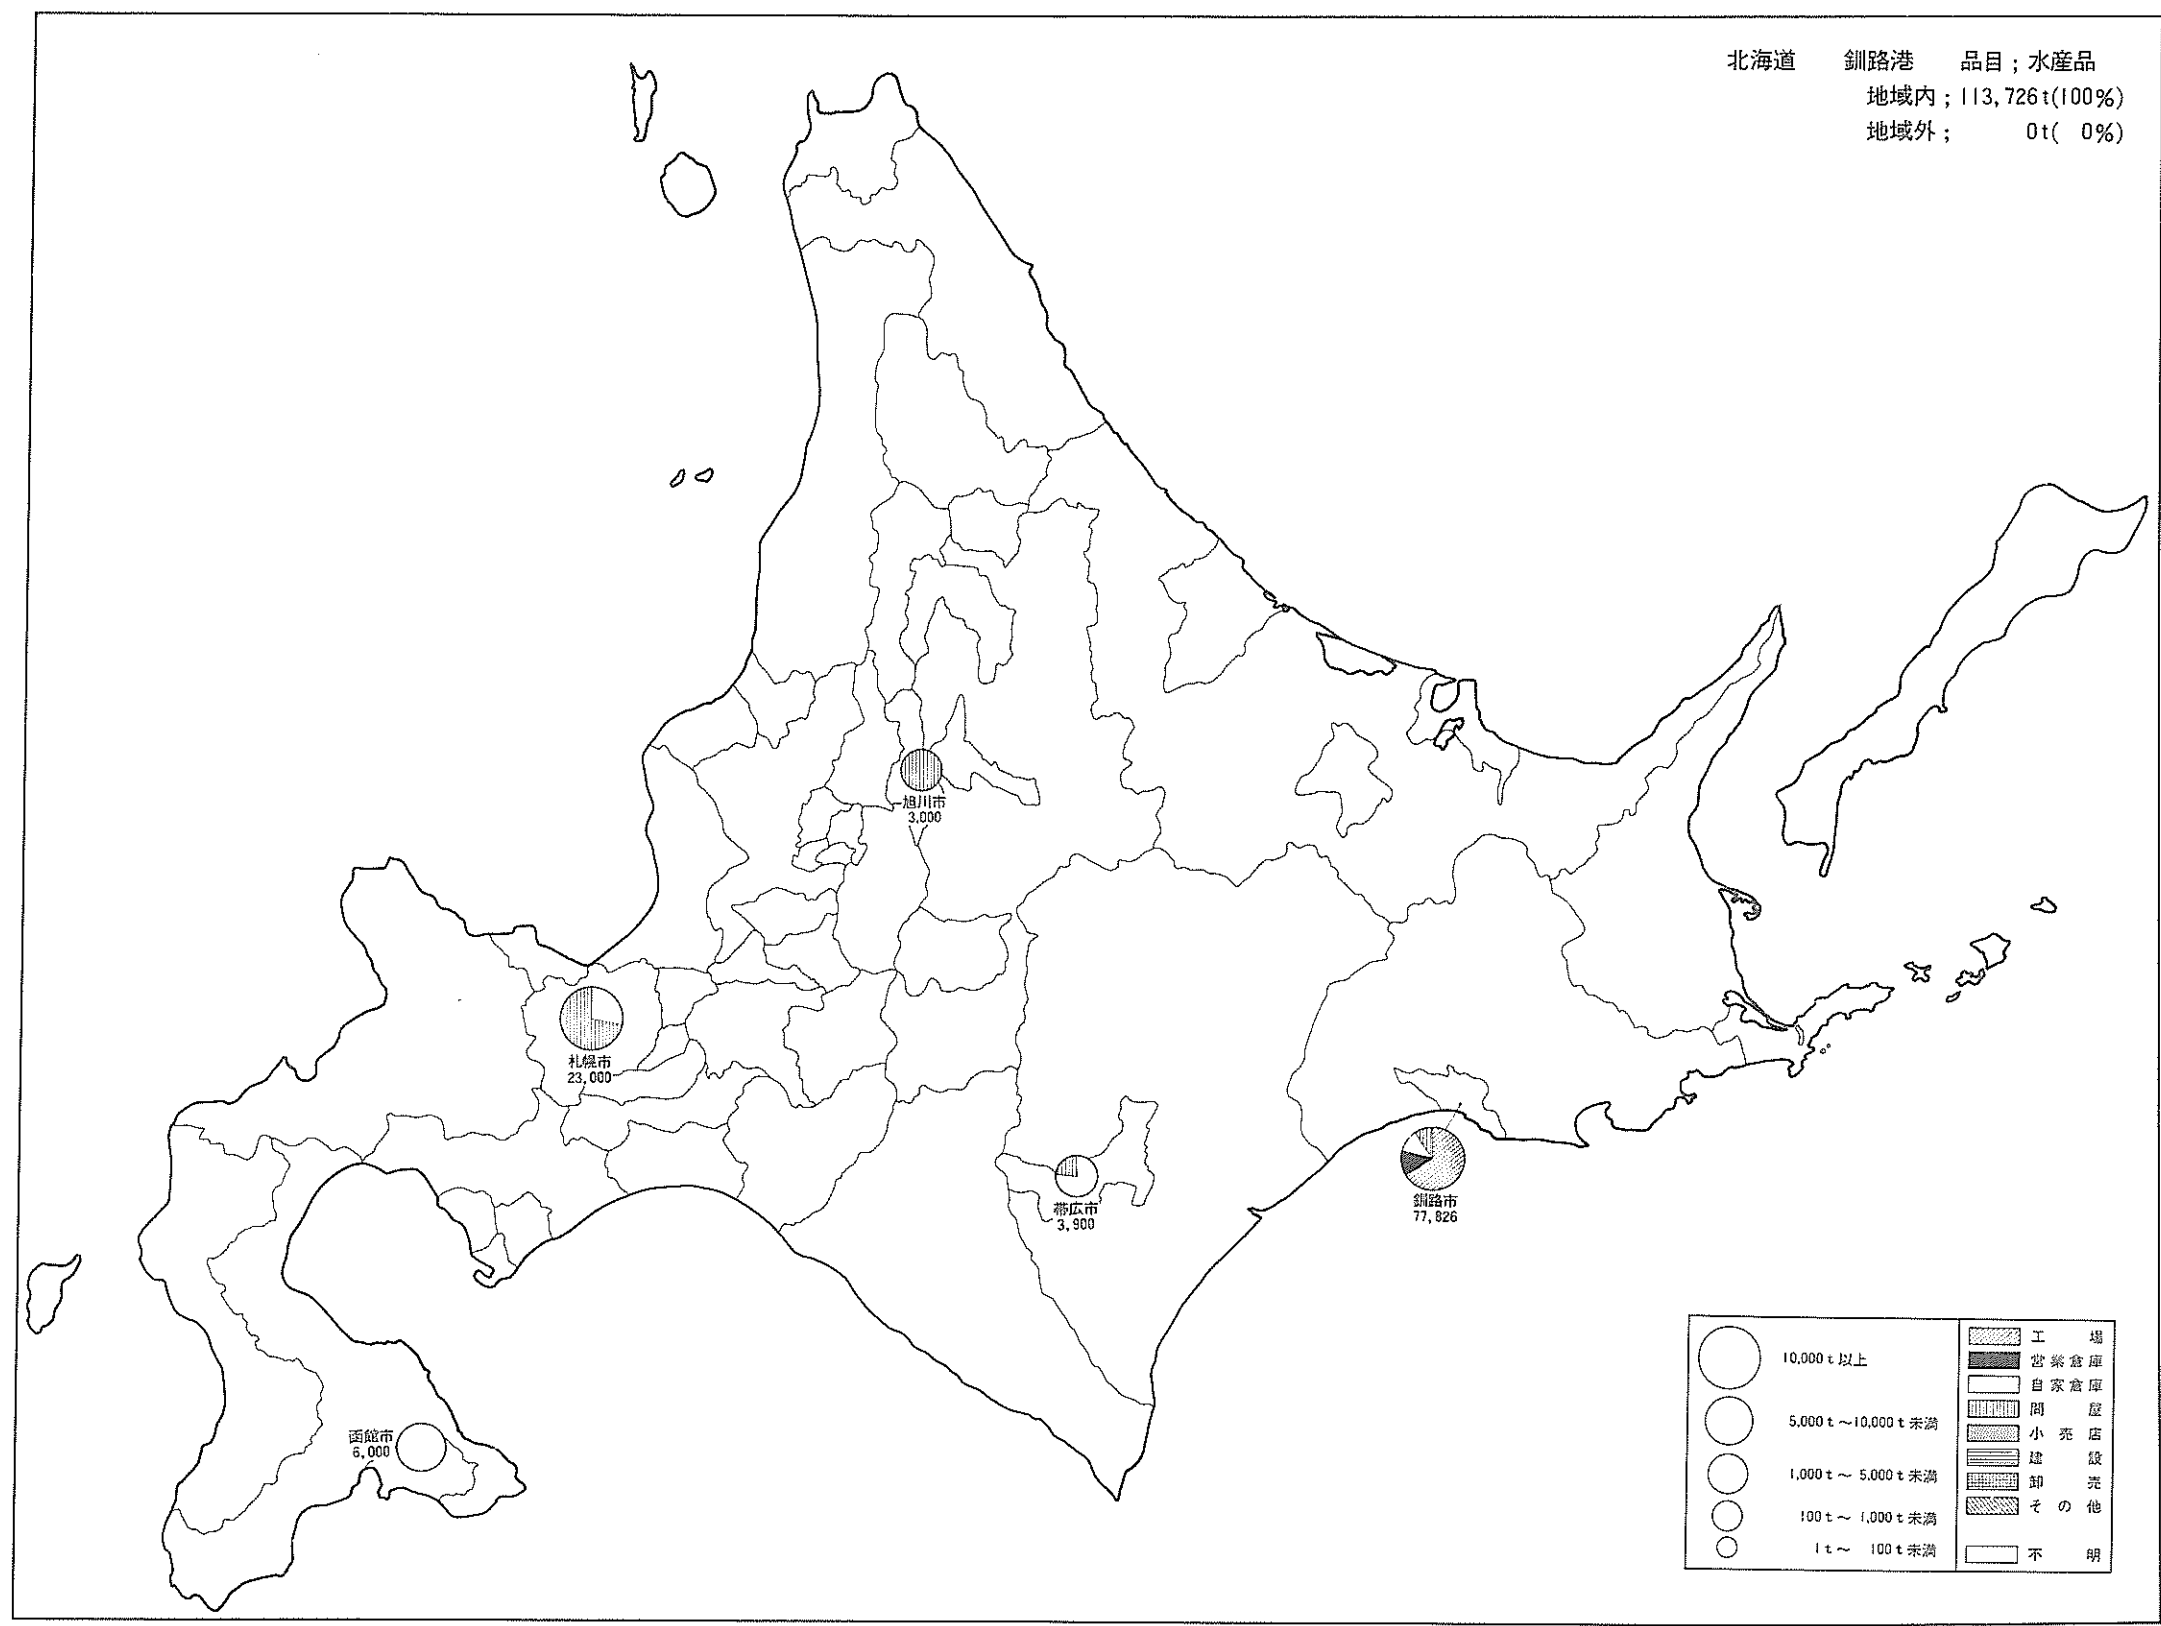 北海道 釧路港 品目;水産品
地域内;113,726t(100%)
地域外; 0t( 0%)
旭川市
3,000
札幌市
23,000
帯広市
3,900
釧路市
77,826
函館市
6,000
10,000t以上
5,000t~10,000t未満
1,000t~ 5,000t未満
100t~ 1,000t未満
1t~ 100t未満
工場
営業倉庫
自家倉庫
問屋
小売店
建設
卸売
その他
不明